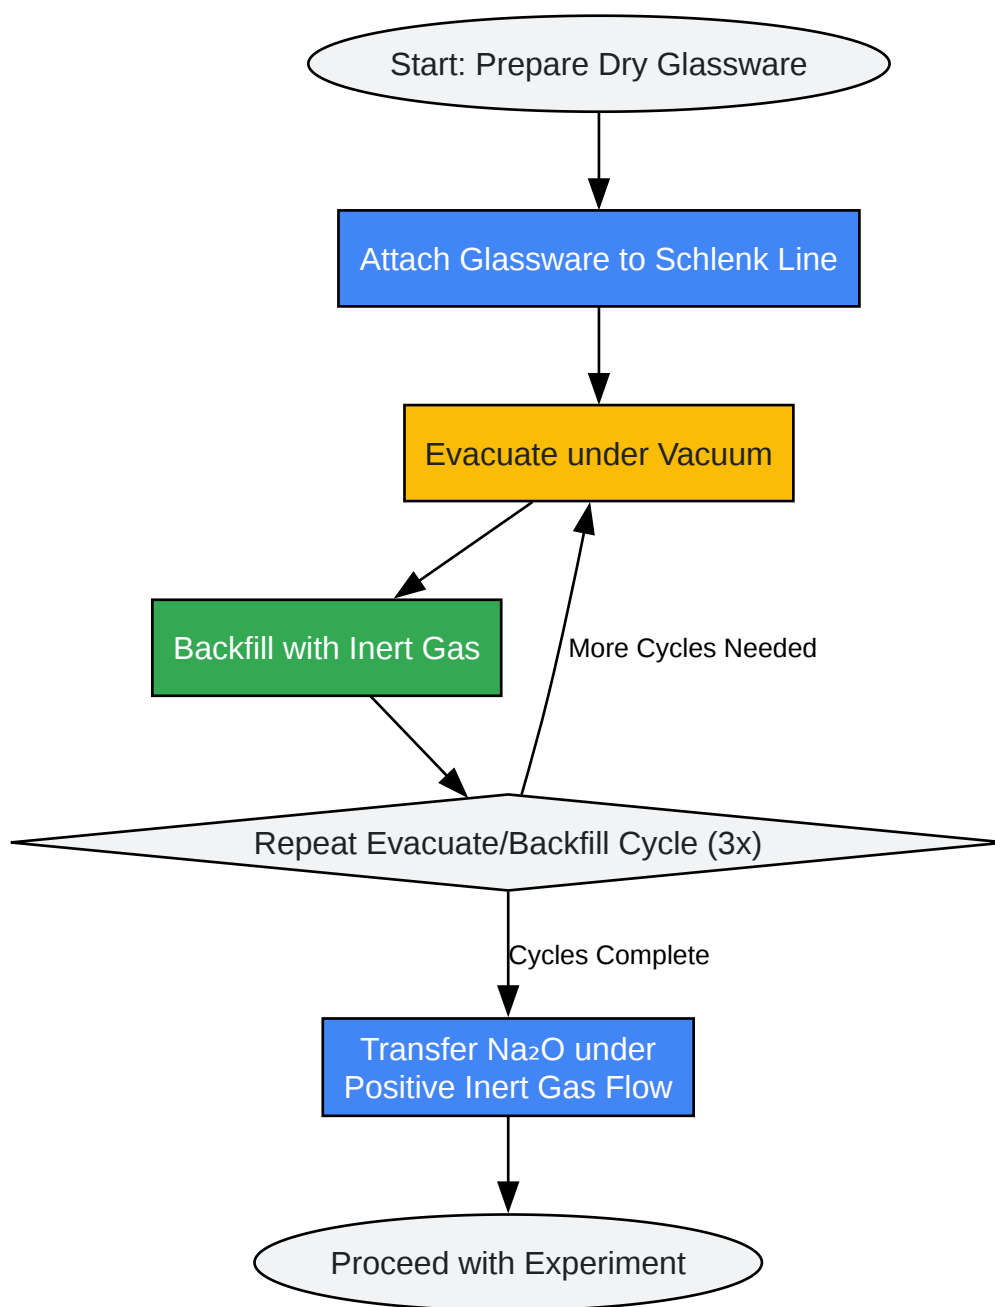 Start: Prepare Dry Glassware
Attach Glassware to Schlenk Line
Evacuate under Vacuum
Backfill with Inert Gas
More Cycles Needed
Repeat Evacuate/Backfill Cycle (3x)
Cycles Complete
Transfer Na₂O under
Positive Inert Gas Flow
Proceed with Experiment